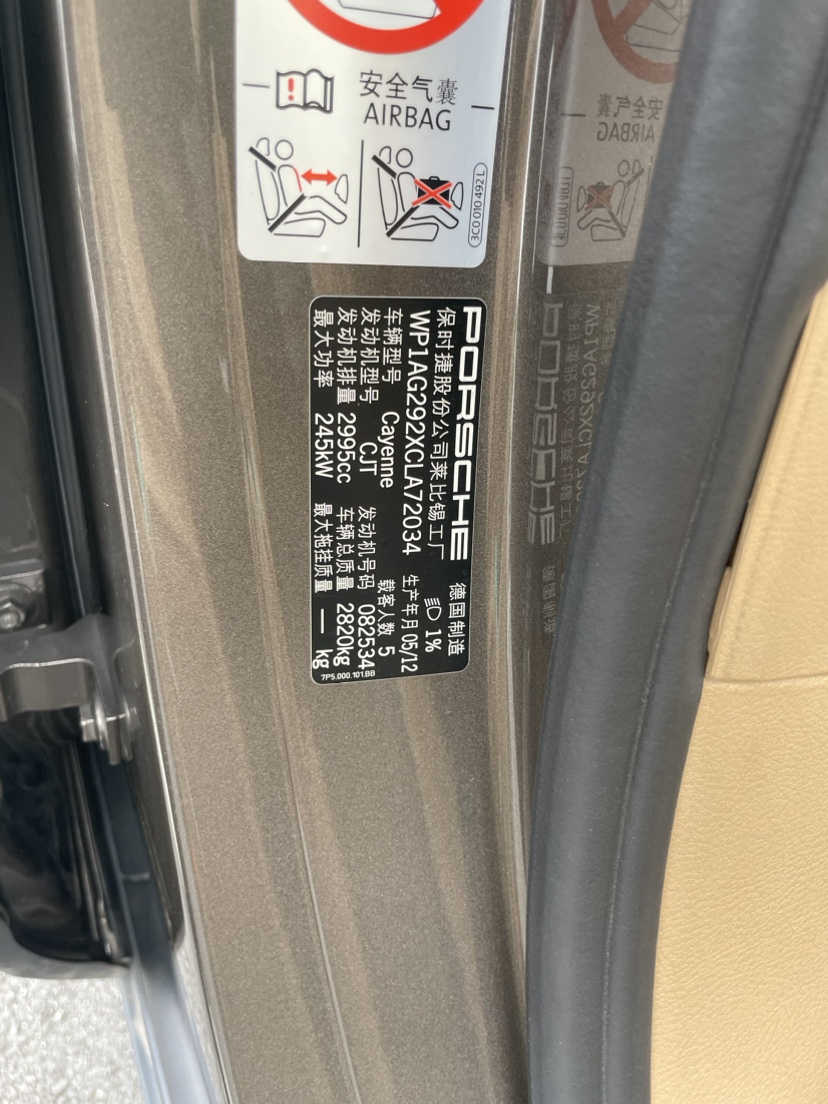 安全气囊
AIRBAG
3C0 010 492 L
PORSCHE 德国制造
保时捷股份公司莱比锡工厂 1%
WP1AG292XCLA72034 生产年月 05/12
车辆型号 Cayenne 载客人数 5
发动机型号 CJT 发动机号码 082534
发动机排量 2995cc 车辆总质量 2820kg
最大功率 245kW 最大拖挂质量 — kg
7P5.000.101.BB